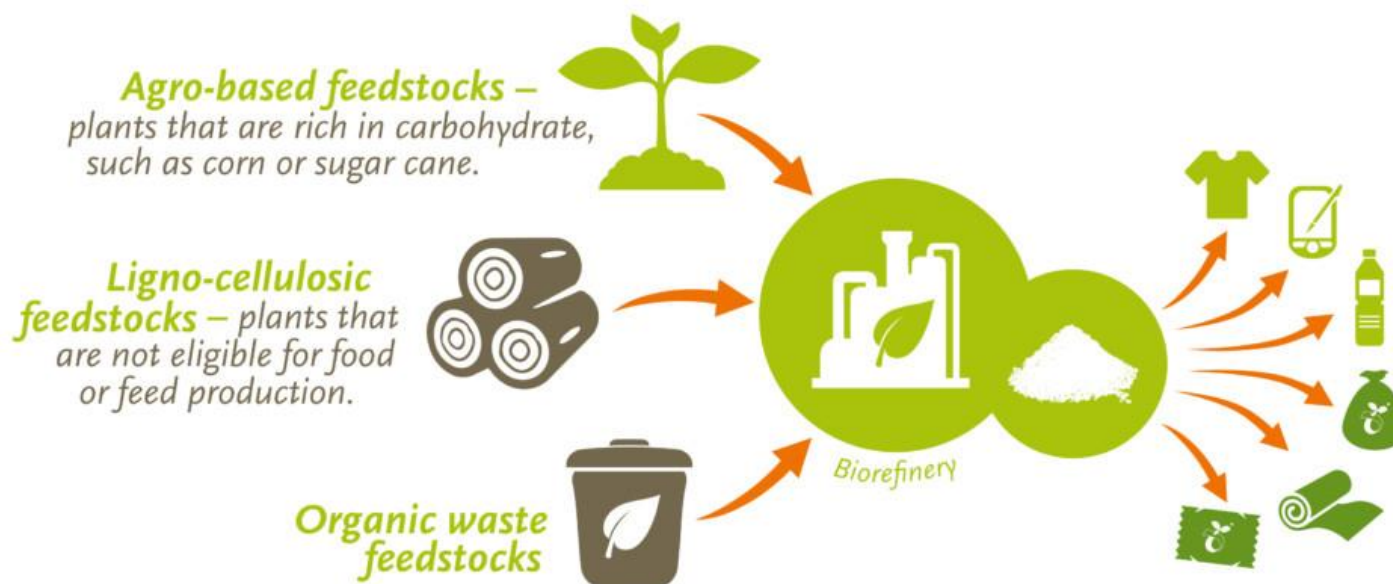 Agro-based feedstocks –
plants that are rich in carbohydrate,
such as corn or sugar cane.
Ligno-cellulosic
feedstocks – plants that
are not eligible for food
or feed production.
Organic waste
feedstocks
Biorefinery